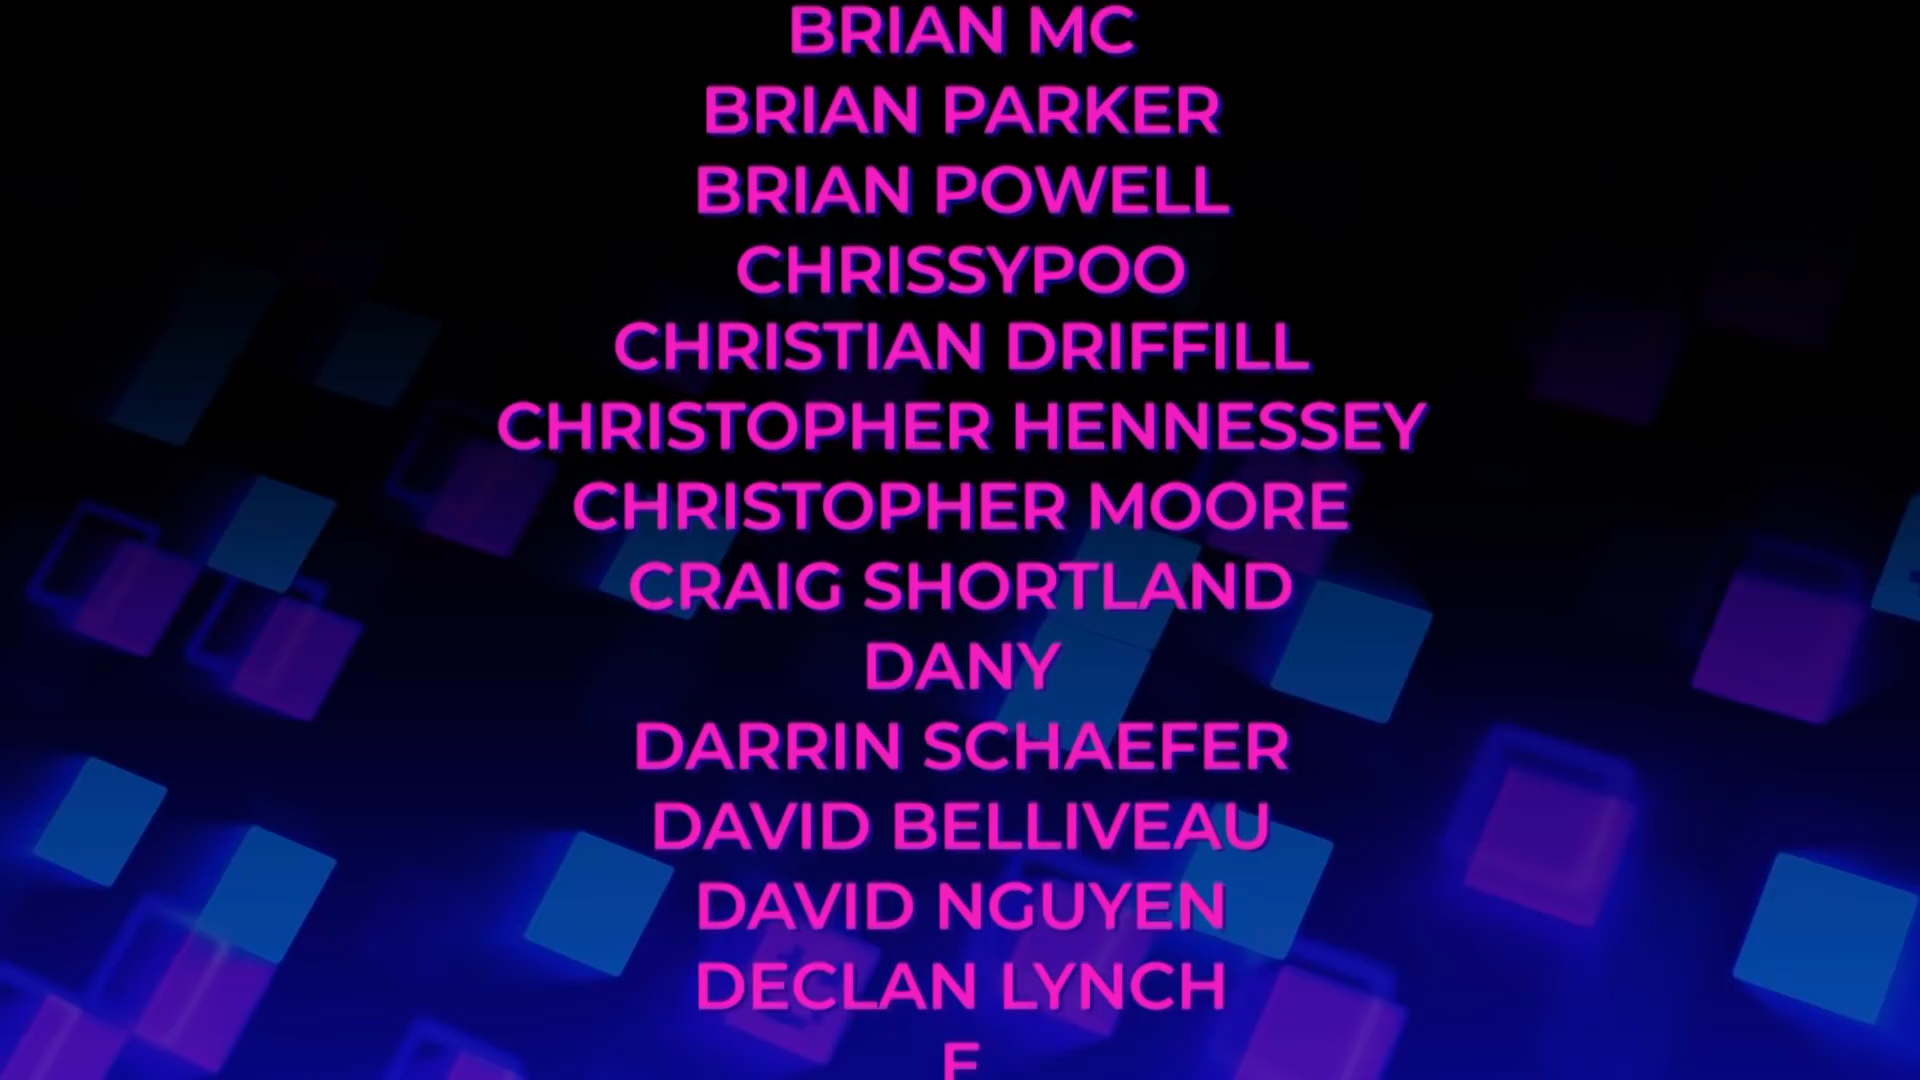 BRIAN MC
BRIAN PARKER
BRIAN POWELL
CHRISSYPOO
CHRISTIAN DRIFFILL
CHRISTOPHER HENNESSEY
CHRISTOPHER MOORE
CRAIG SHORTLAND
DANY
DARRIN SCHAEFER
DAVID BELLIVEAU
DAVID NGUYEN
DECLAN LYNCH